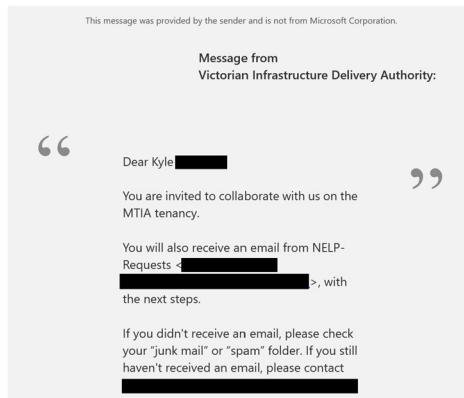 This message was provided by the sender and is not from Microsoft Corporation.
Message from
Victorian Infrastructure Delivery Authority:
“
Dear Kyle
”
You are invited to collaborate with us on the
MTIA tenancy.
You will also receive an email from NELP-
Requests <
>, with
the next steps.
If you didn't receive an email, please check
your "junk mail" or "spam" folder. If you still
haven't received an email, please contact